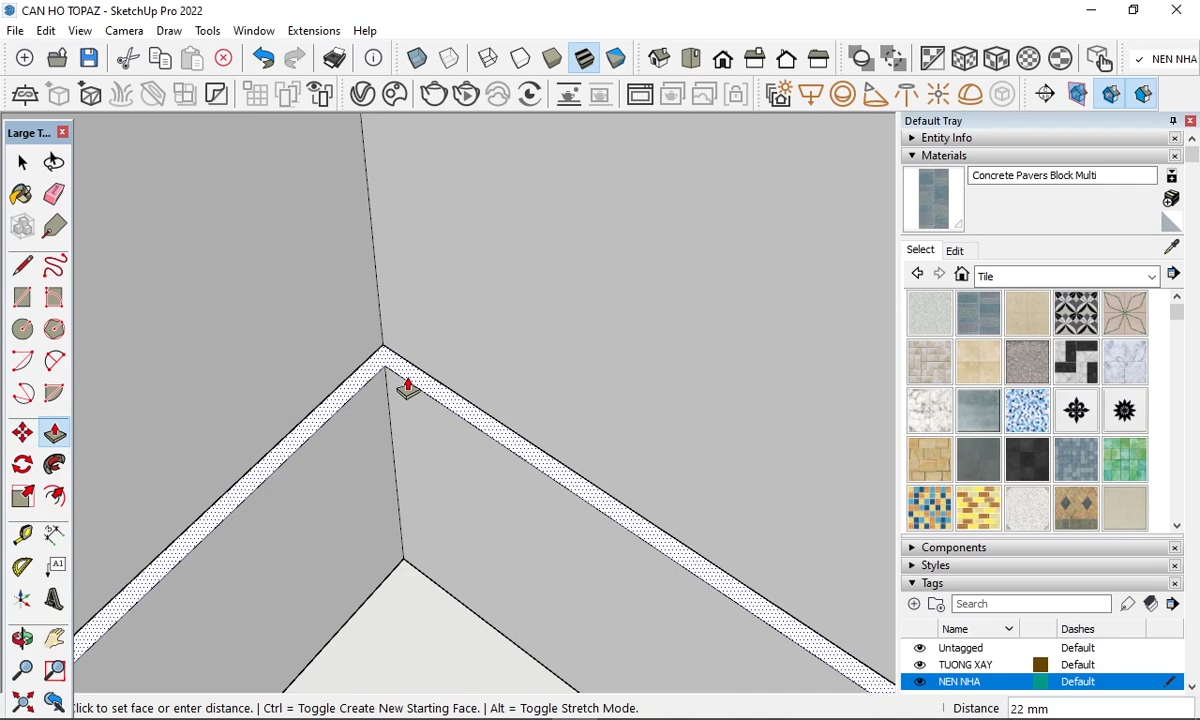 CAN HO TOPAZ - SketchUp Pro 2022
File Edit View Camera Draw Tools Window Extensions Help
✓ NEN NHA
Large T...
Default Tray
Entity Info
Materials
Concrete Pavers Block Multi
Select Edit
Tile
A1
Components
Styles
Tags
Search
Name Dashes
Untagged Default
TUONG XAY Default
NEN NHA Default
lick to set face or enter distance. | Ctrl = Toggle Create New Starting Face. | Alt = Toggle Stretch Mode.
Distance 22 mm